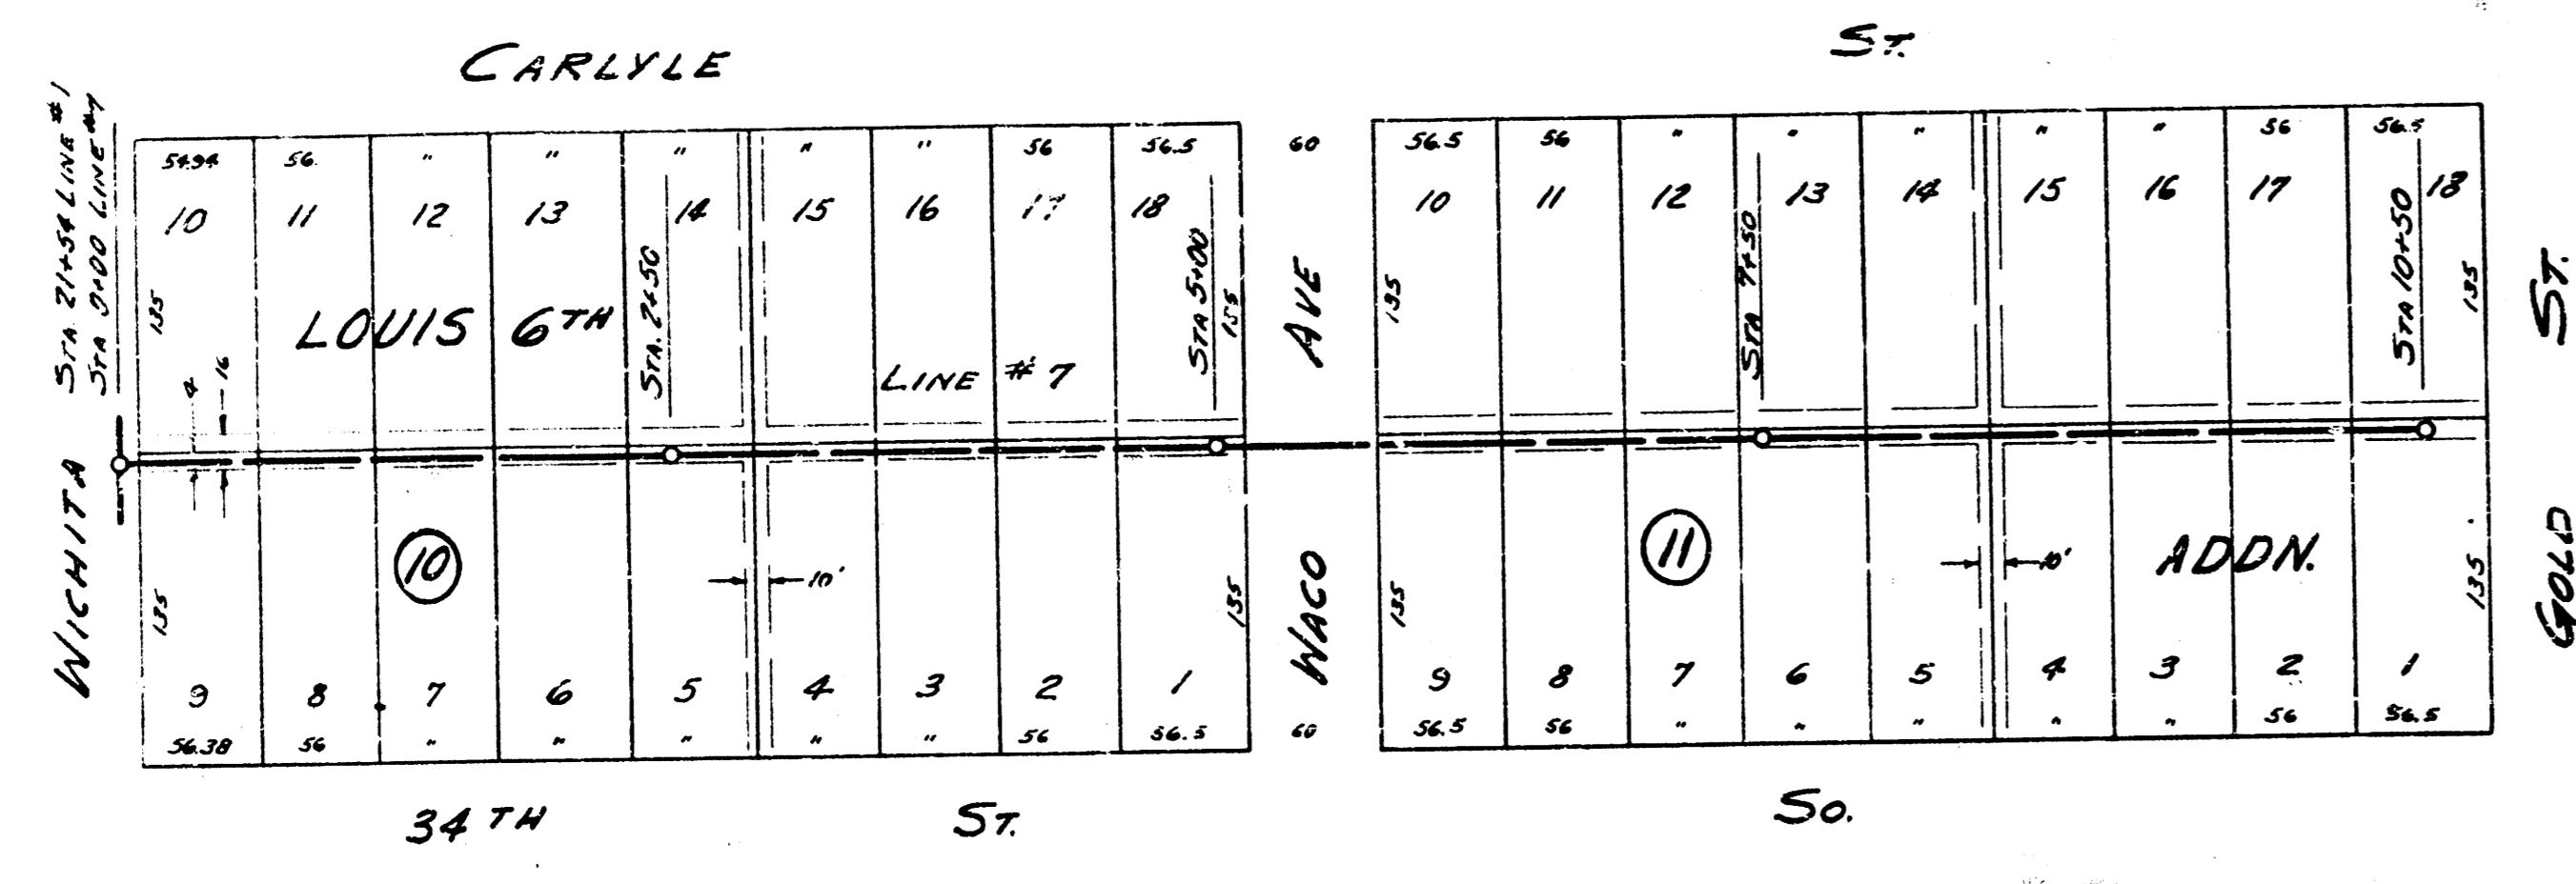 CARLYLE ST.
STA. 21+54 LINE #1
STA 0+00 LINE #7
54.94 56. " " " " " 56 56.5 60 56.5 56 " " " " " 56 56.5
10 11 12 13 14 15 16 17 18 10 11 12 13 14 15 16 17 18
STA. 2+50
STA 5+00
STA 7+50
STA 10+50
135 135 135 135
LOUIS 6TH
LINE #7
4
16
WICHITA
WACO AVE
GOLD ST.
10 11
10' 10'
ADDN.
135 135 135 135
9 8 7 6 5 4 3 2 1 9 8 7 6 5 4 3 2 1
56.38 56 " " " " " 56 56.5 60 56.5 56 " " " " " 56 56.5
34TH ST. SO.